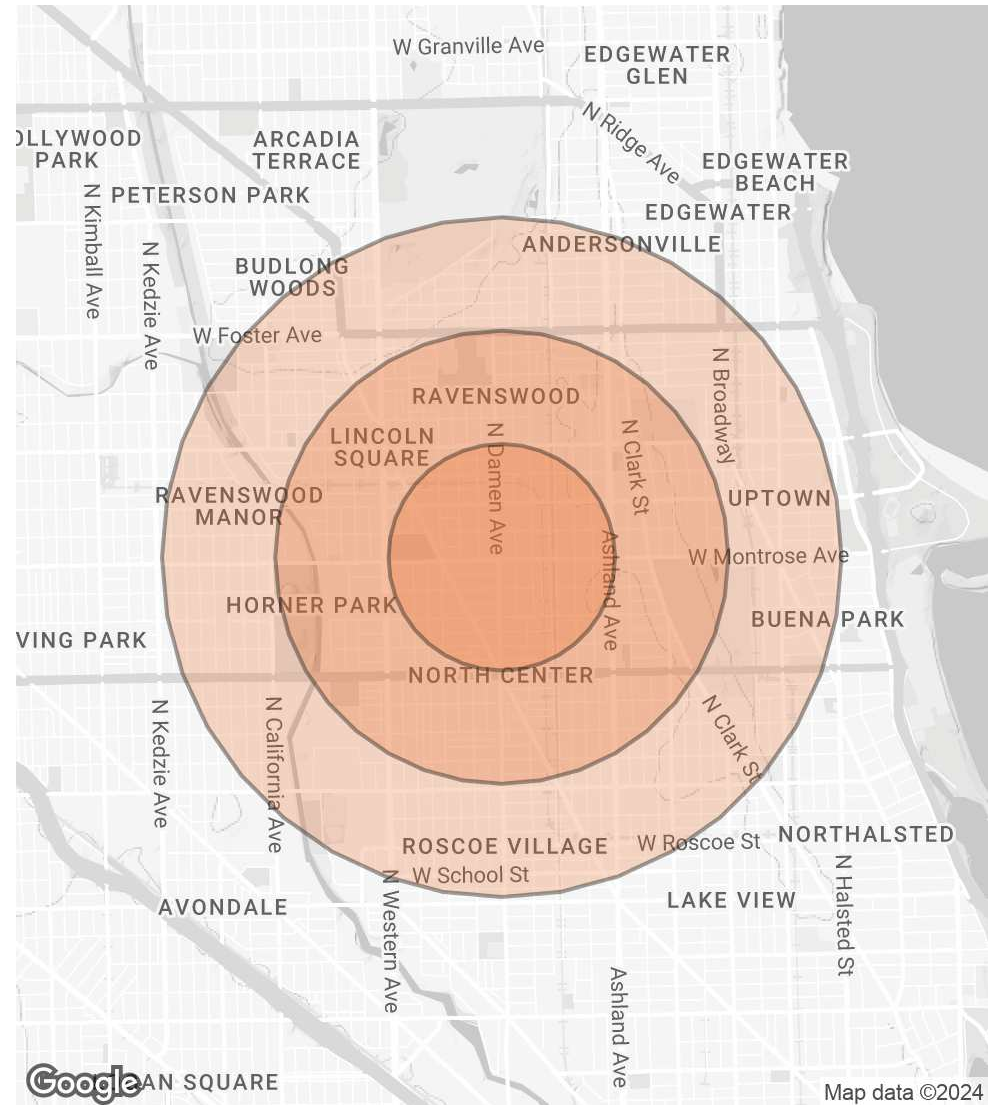 W Granville Ave
EDGEWATER
GLEN
N Ridge Ave
OLLYWOOD
PARK
ARCADIA
TERRACE
EDGEWATER
BEACH
N Kimball Ave
PETERSON PARK
EDGEWATER
N Kedzie Ave
ANDERSONVILLE
BUDLONG
WOODS
W Foster Ave
N Broadway
RAVENSWOOD
N Damen Ave
N Clark St
LINCOLN
SQUARE
RAVENSWOOD
MANOR
UPTOWN
Ashland Ave
W Montrose Ave
HORNER PARK
BUENA PARK
VING PARK
NORTH CENTER
N Kedzie Ave
N California Ave
N Clark St
ROSCOE VILLAGE
W Roscoe St
NORTHALSTED
W School St
N Western Ave
N Halsted St
AVONDALE
LAKE VIEW
Ashland Ave
Google
AN SQUARE
Map data ©2024